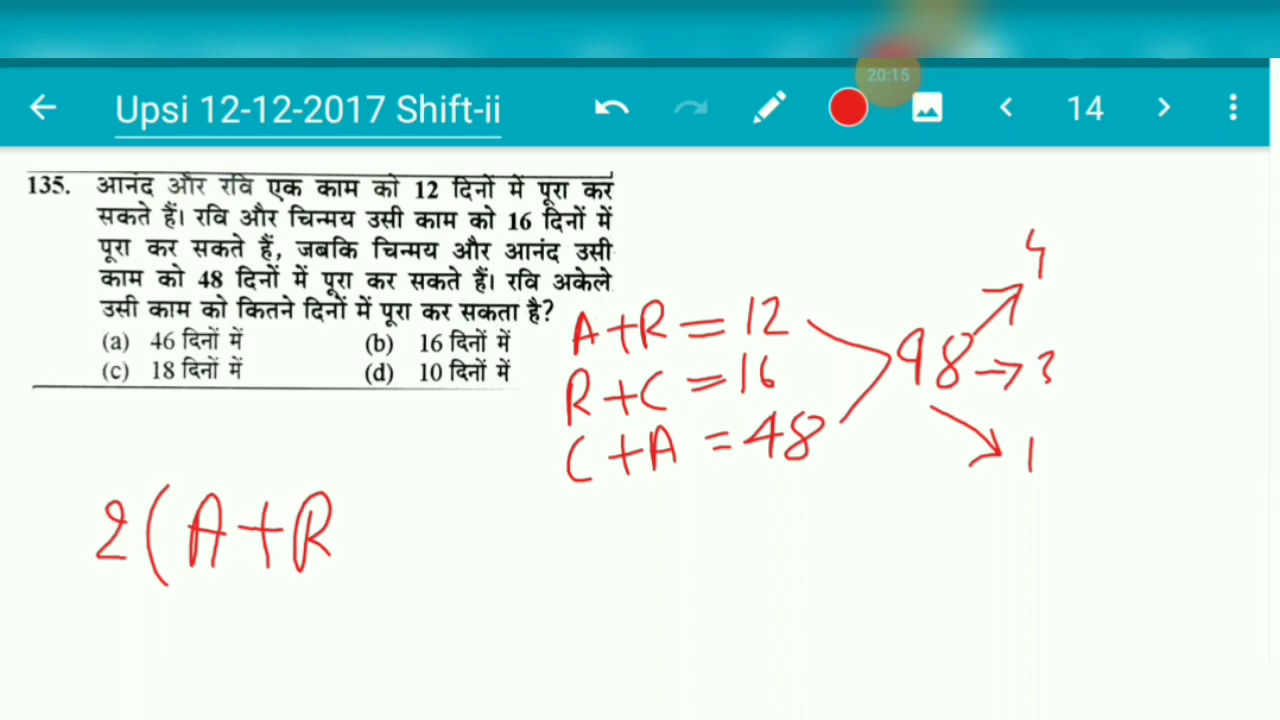 20:15
Upsi 12-12-2017 Shift-ii
14
135. आनंद और रवि एक काम को 12 दिनों में पूरा कर
सकते हैं। रवि और चिन्मय उसी काम को 16 दिनों में
पूरा कर सकते हैं, जबकि चिन्मय और आनंद उसी
काम को 48 दिनों में पूरा कर सकते हैं। रवि अकेले
उसी काम को कितने दिनों में पूरा कर सकता है?
(a) 46 दिनों में (b) 16 दिनों में
(c) 18 दिनों में (d) 10 दिनों में
A+R = 12
R+C = 16
C+A = 48
48
4
3
1
2(A+R